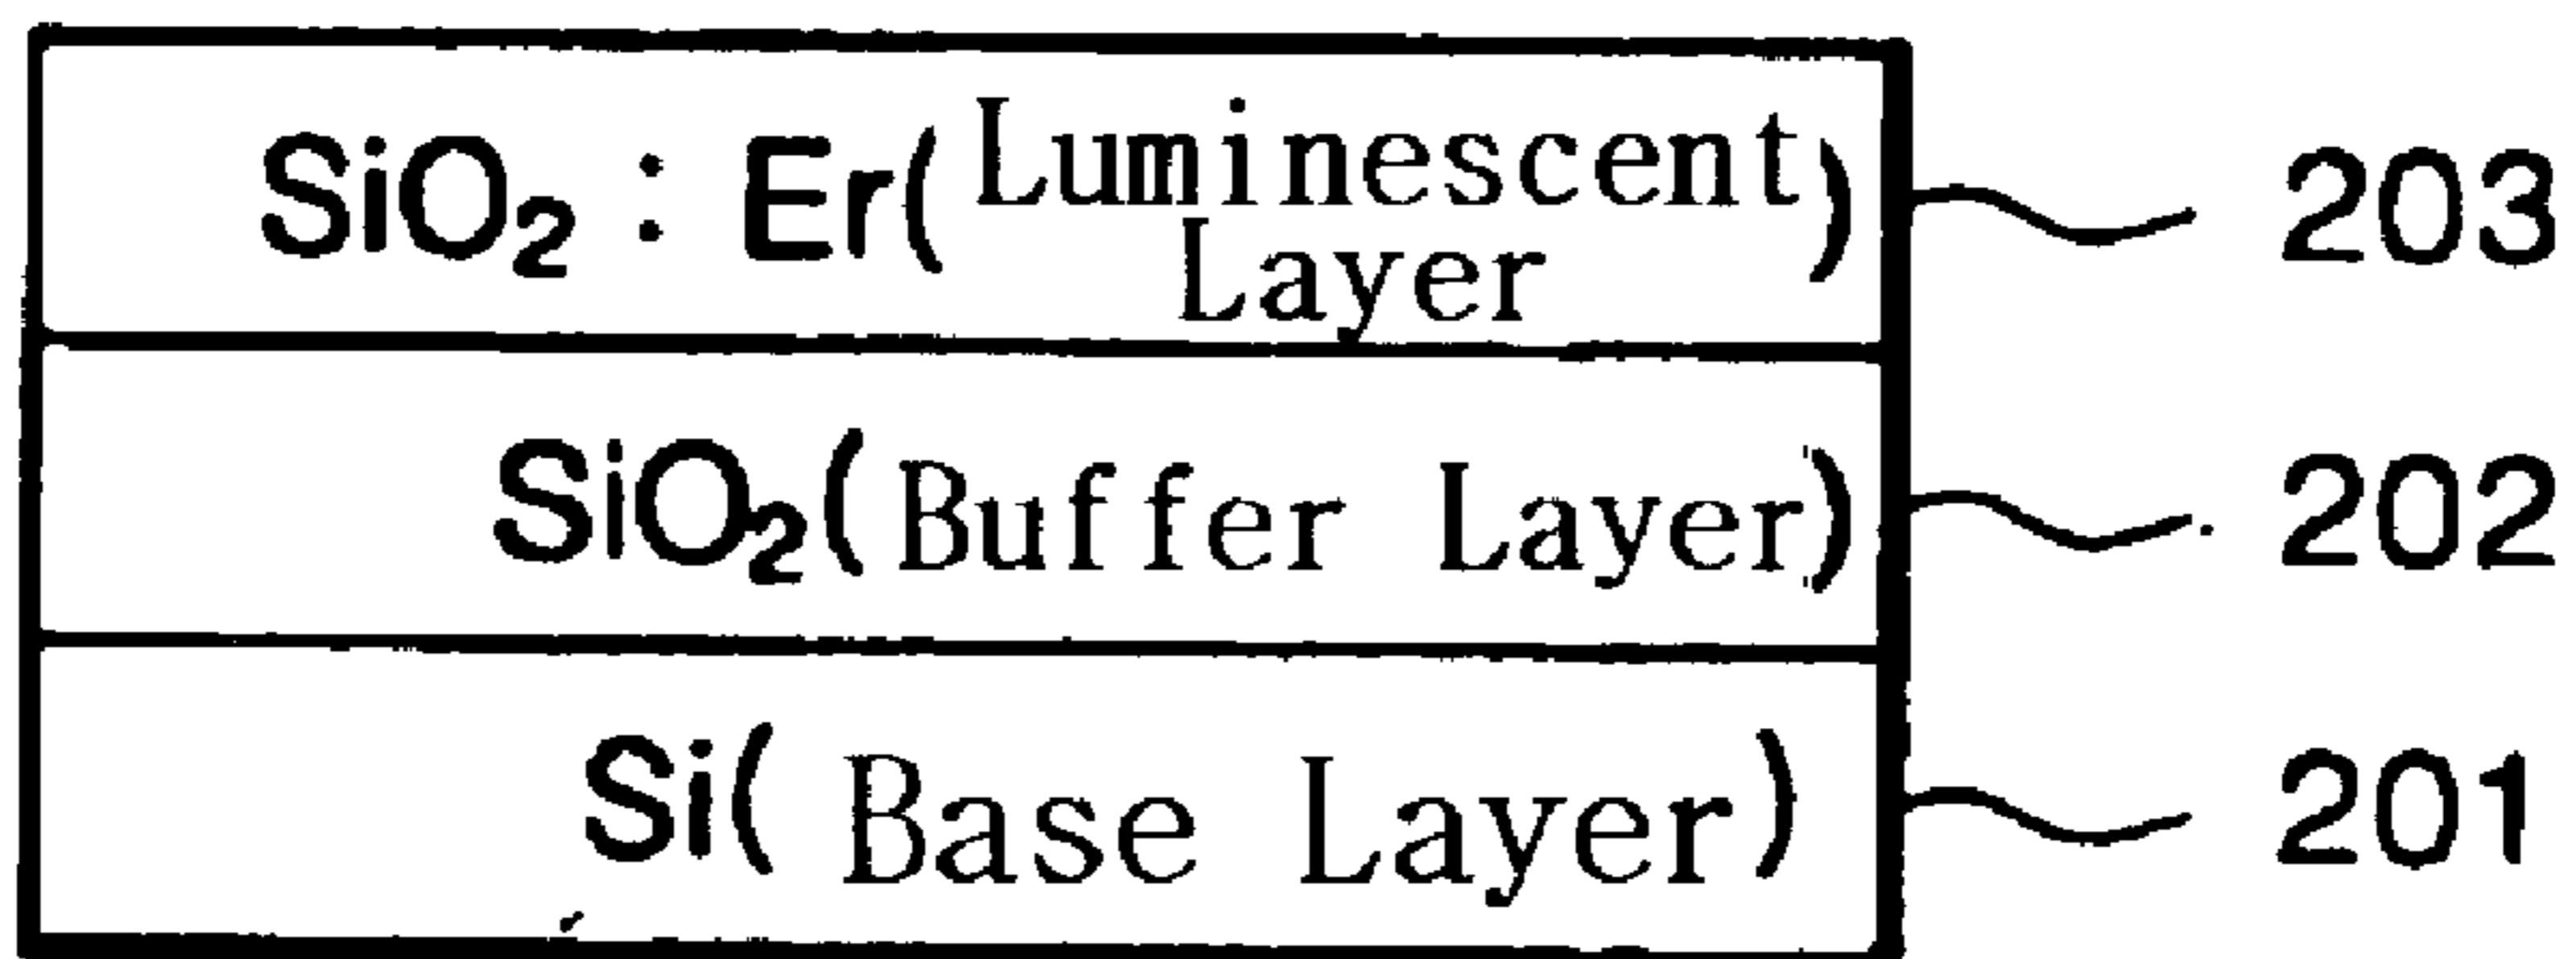 SiO₂ : Er(Luminescent Layer) 203
SiO₂(Buffer Layer) 202
Si( Base Layer) 201